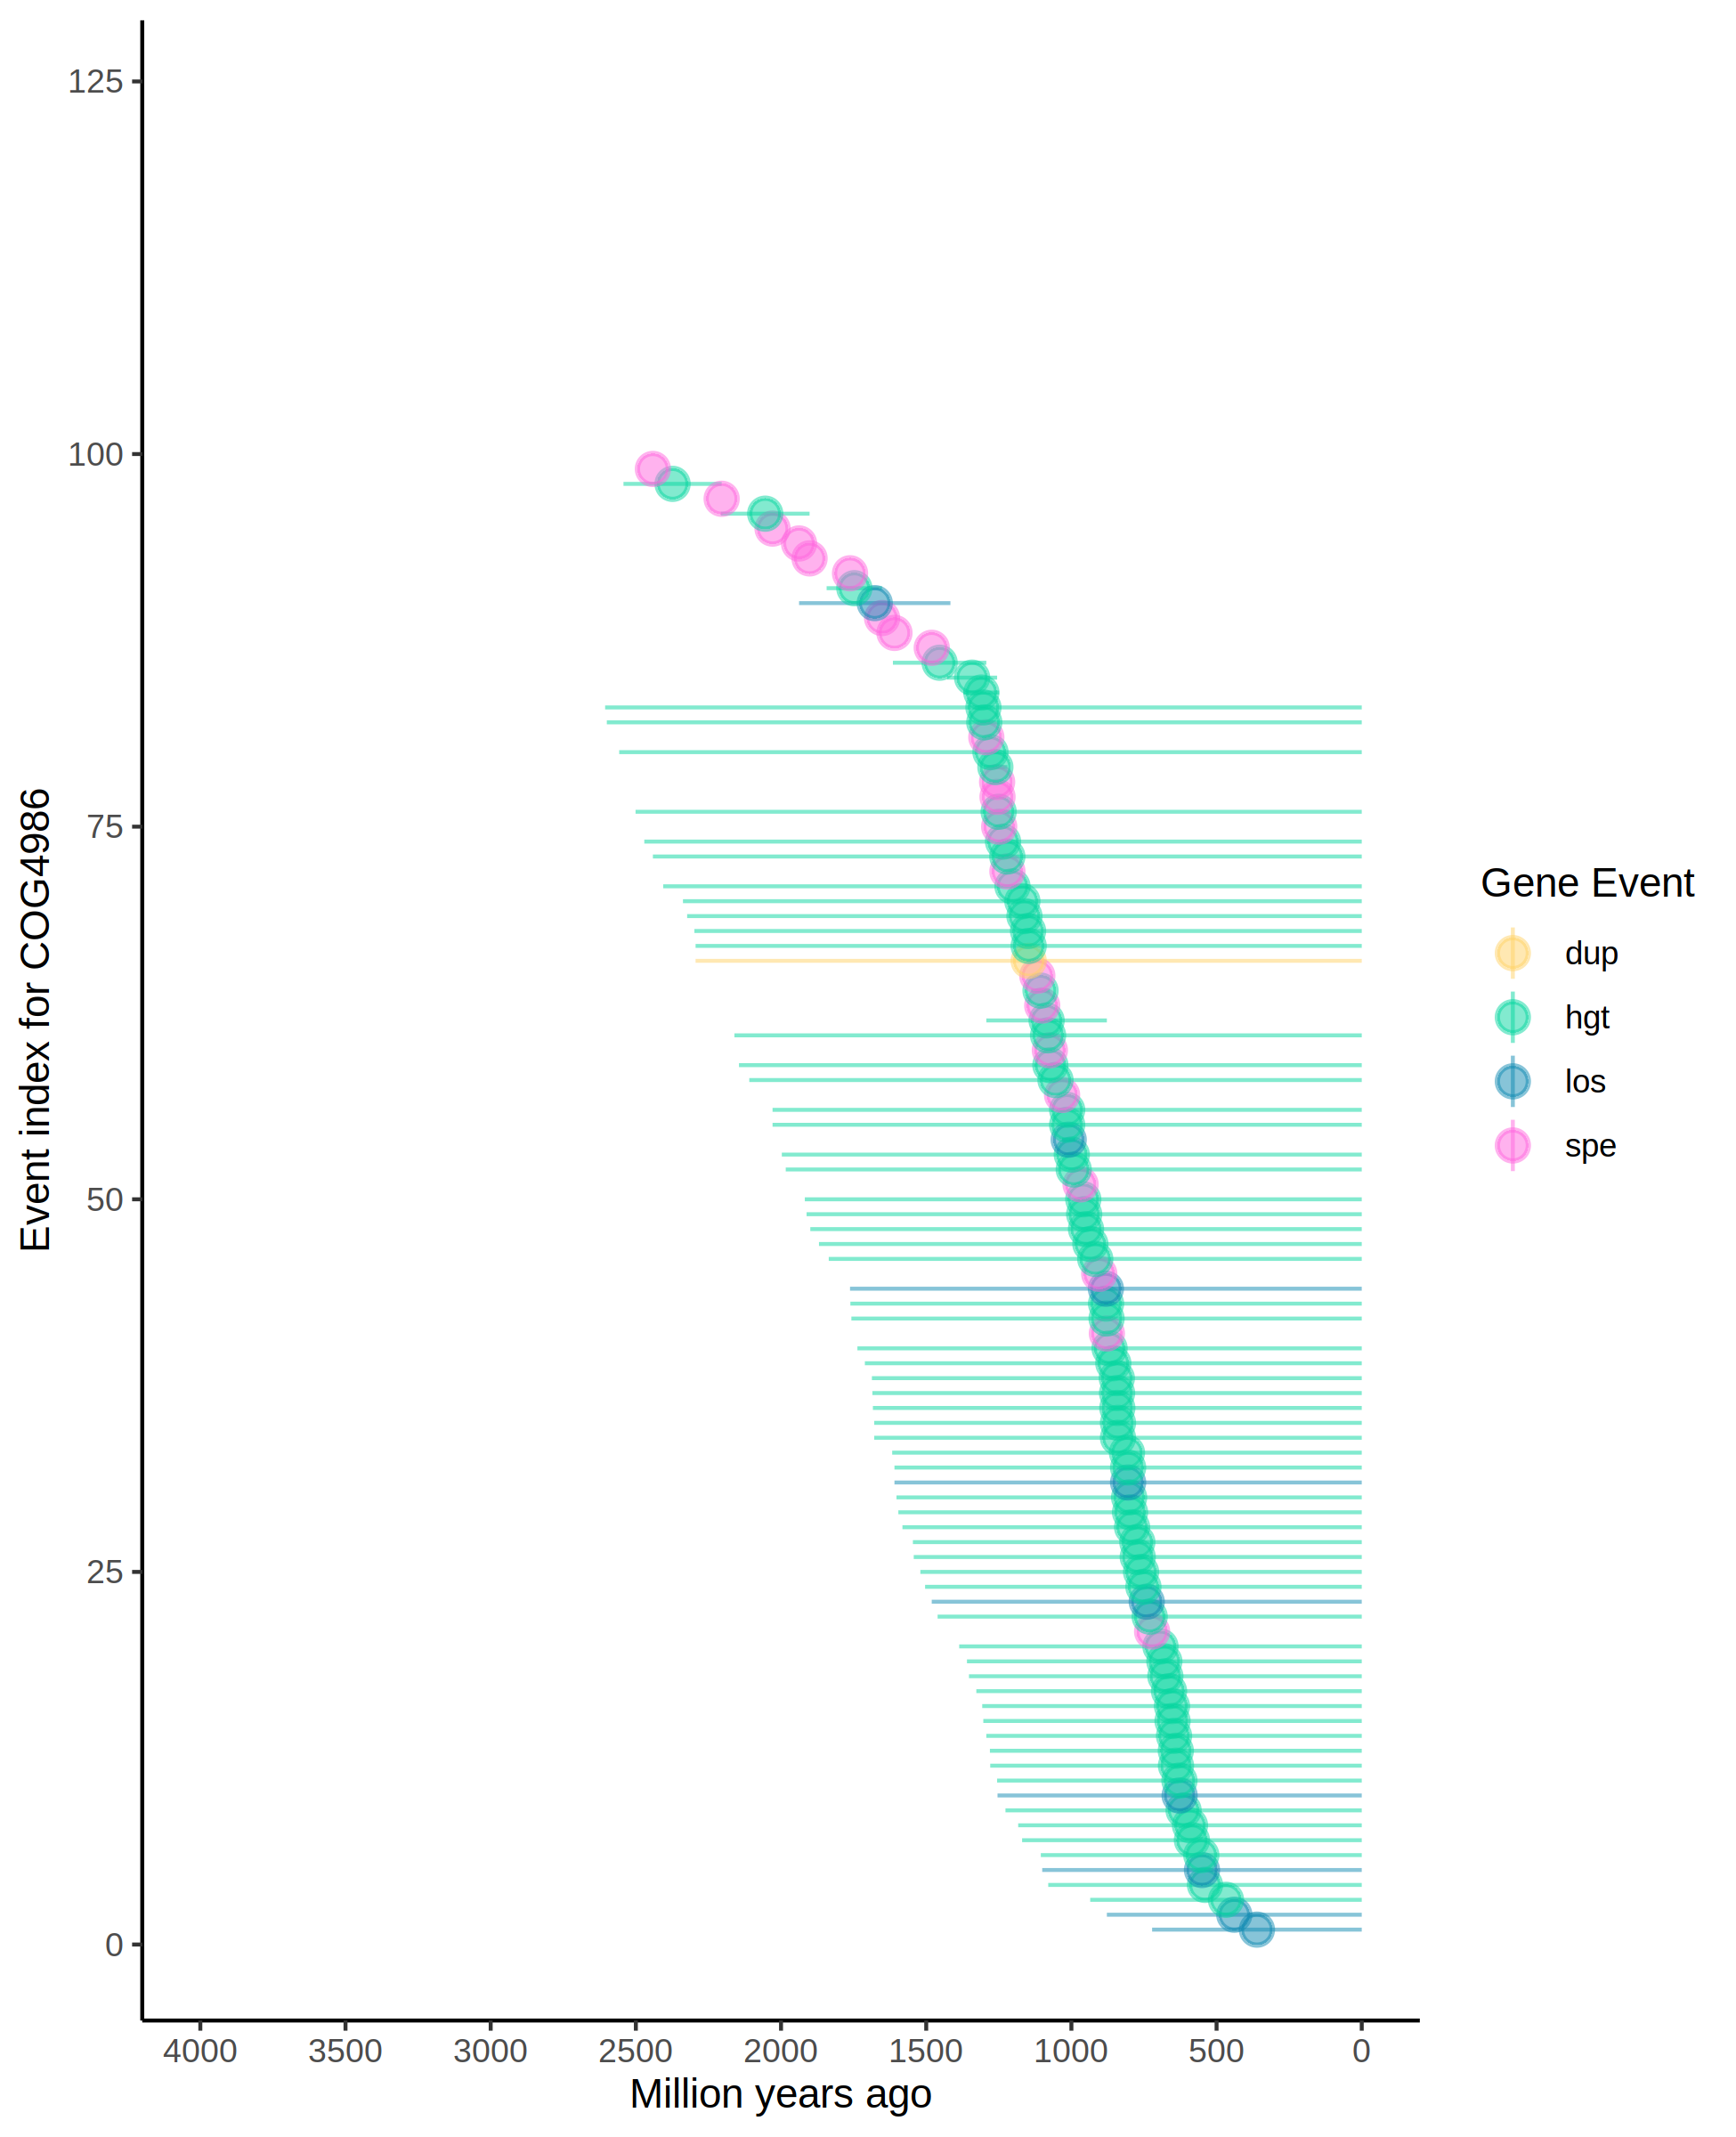 125
100
75
50
25
0
Event index for COG4986
4000 3500 3000 2500 2000 1500 1000 500 0
Million years ago
Gene Event
dup
hgt
los
spe